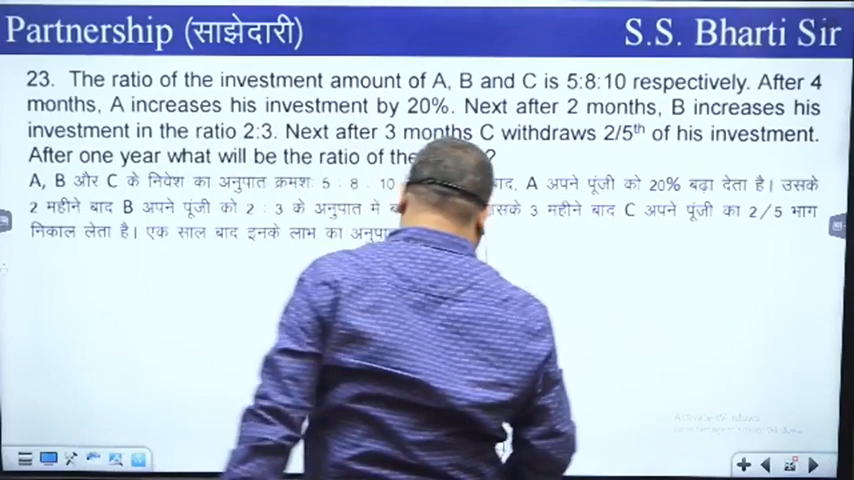 Partnership (साझेदारी)
S.S. Bharti Sir
23. The ratio of the investment amount of A, B and C is 5:8:10 respectively. After 4
months, A increases his investment by 20%. Next after 2 months, B increases his
investment in the ratio 2:3. Next after 3 months C withdraws 2/5th of his investment.
After one year what will be the ratio of the ?
A, B और C के निवेश का अनुपात क्रमशः 5 : 8 : 10 बाद, A अपने पूंजी को 20% बढ़ा देता है। उसके
2 महीने बाद B अपने पूंजी को 2 : 3 के अनुपात मे उसके 3 महीने बाद C अपने पूंजी का 2/5 भाग
निकाल लेता है। एक साल बाद इनके लाभ का